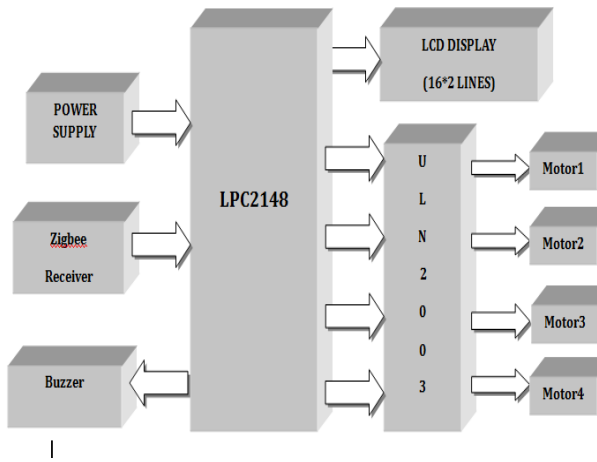 LCD DISPLAY
(16*2 LINES)
POWER
SUPPLY
LPC2148
U
L
N
2
0
0
3
Motor1
Zigbee
Receiver
Motor2
Motor3
Buzzer
Motor4